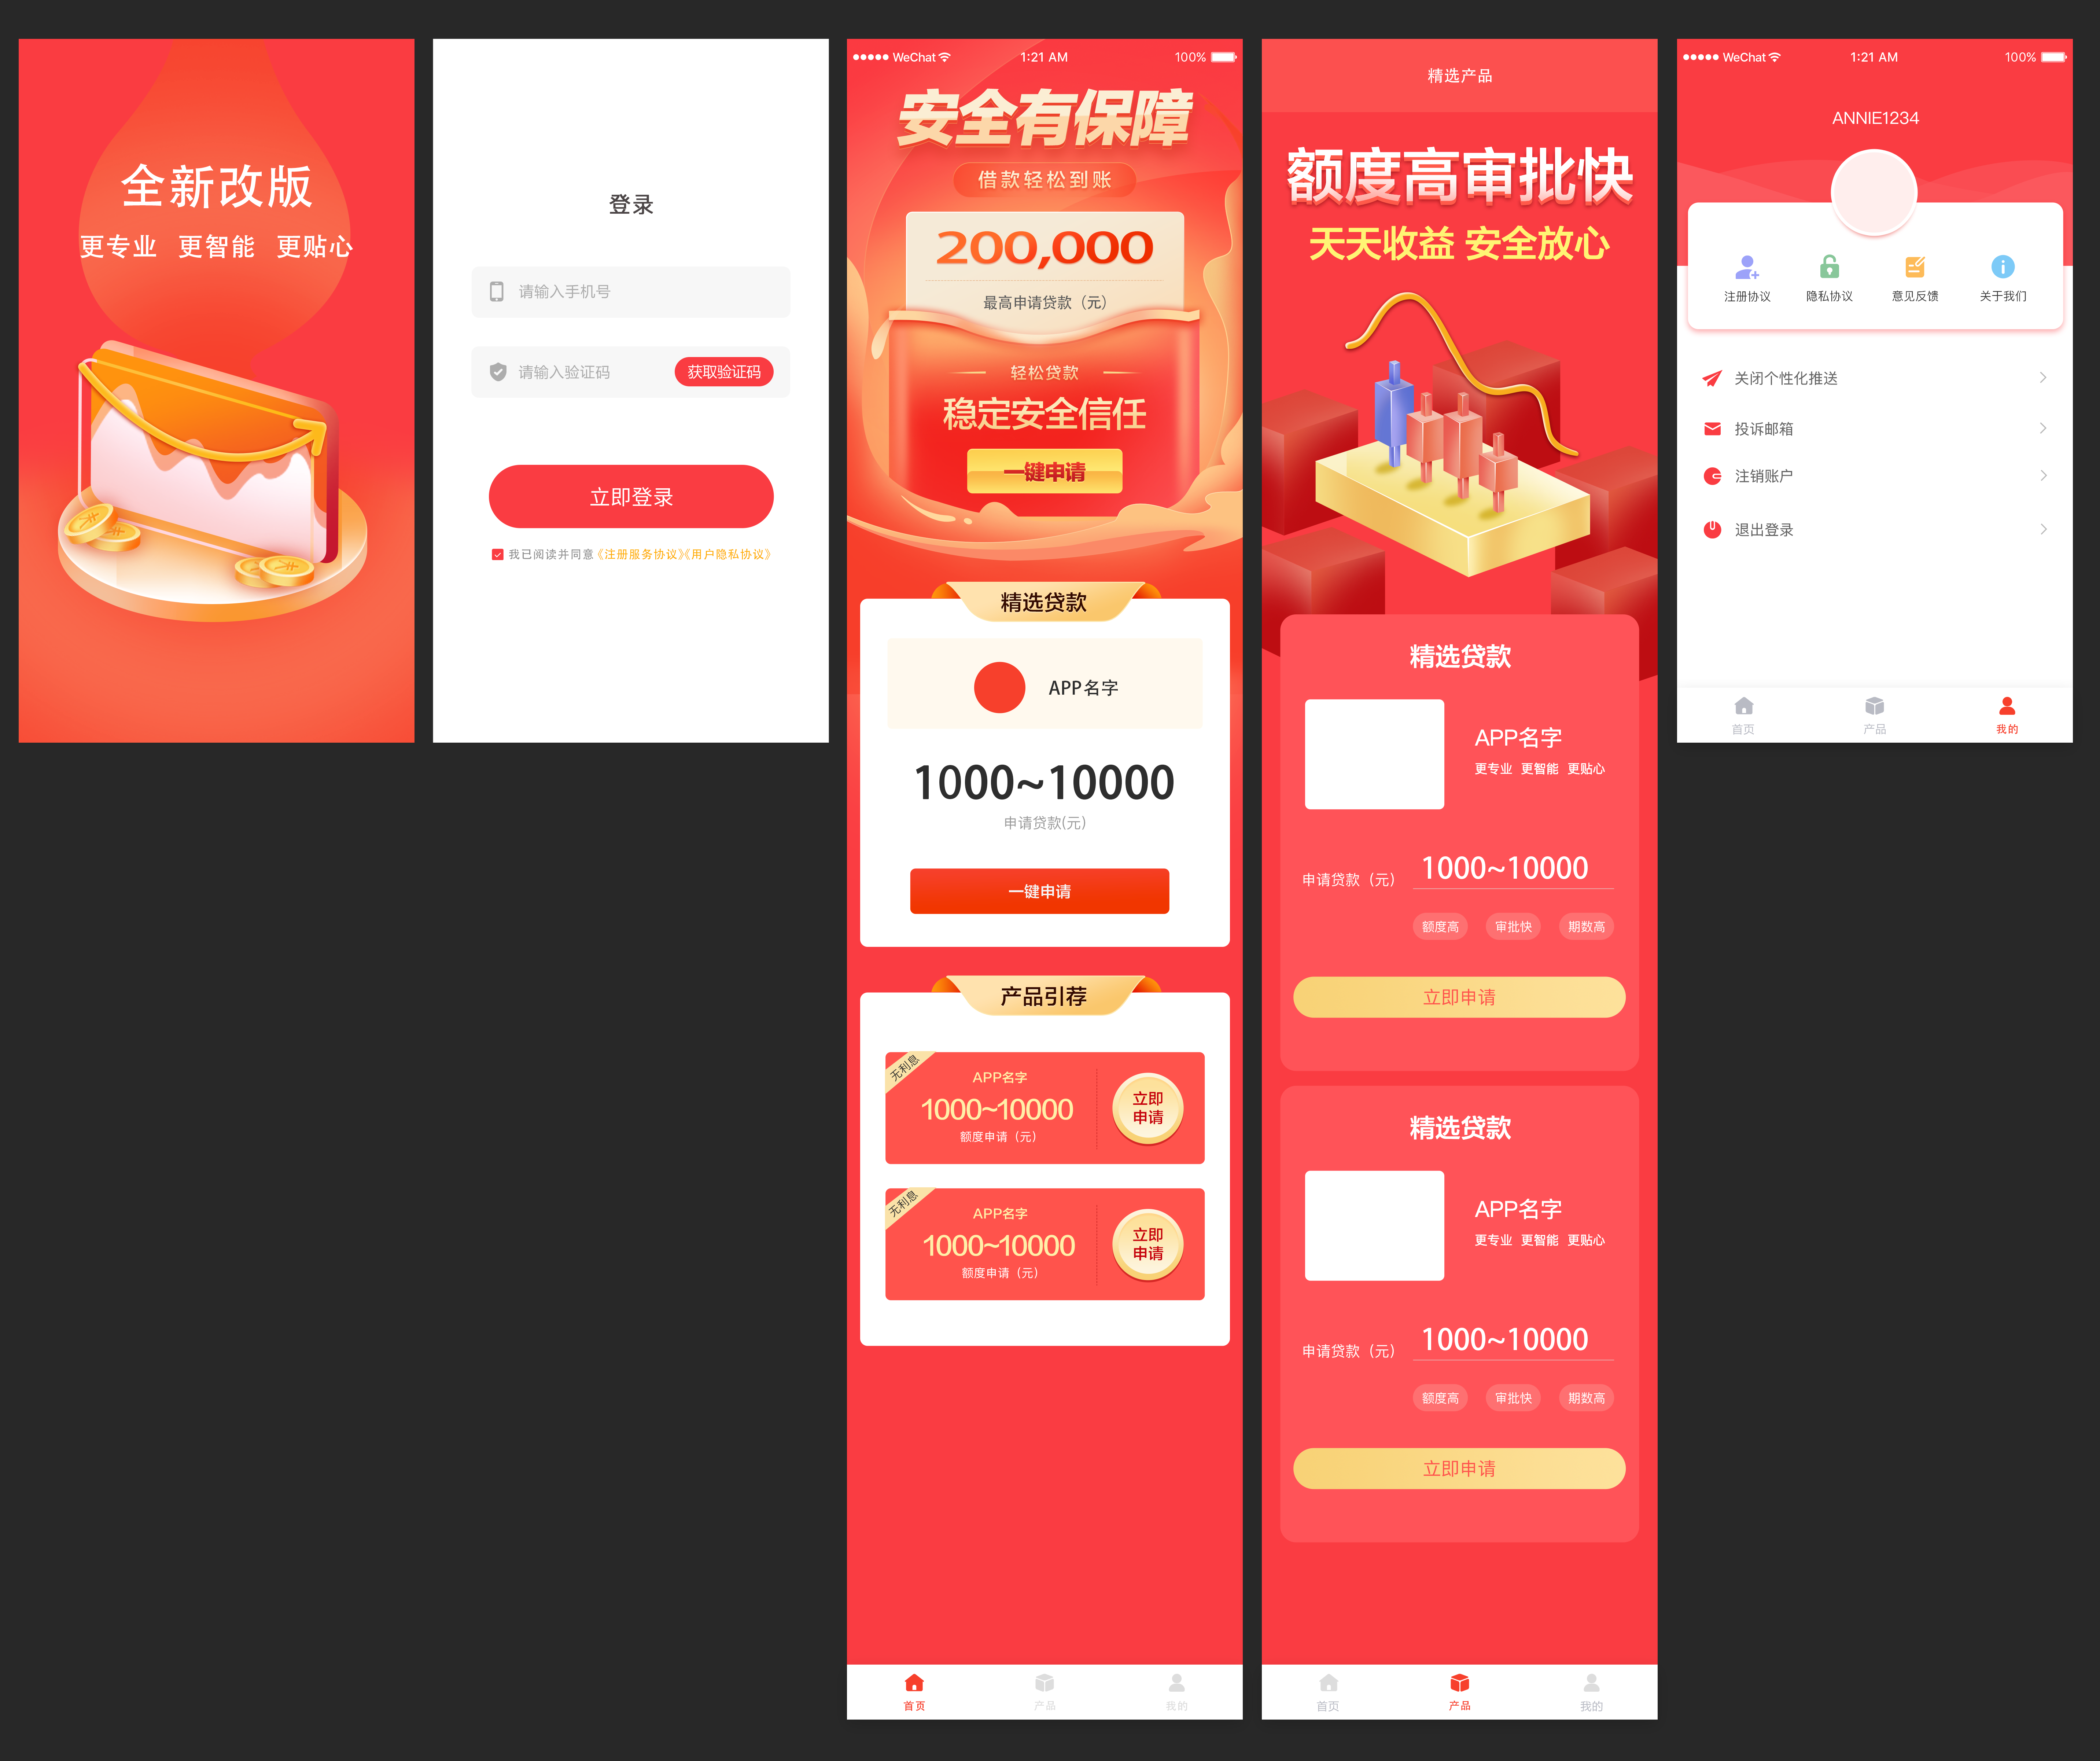 全新改版
更专业 更智能 更贴心
登录
请输入手机号
请输入验证码 获取验证码
立即登录
我已阅读并同意《注册服务协议》《用户隐私协议》
WeChat 1:21 AM 100%
安全有保障
借款轻松到账
200,000
最高申请贷款（元）
轻松贷款
稳定安全信任
一键申请
精选贷款
APP名字
1000~10000
申请贷款(元)
一键申请
产品引荐
无利息
APP名字
1000~10000
额度申请（元）
立即
申请
无利息
APP名字
1000~10000
额度申请（元）
立即
申请
首页 产品 我的
精选产品
额度高审批快
天天收益 安全放心
精选贷款
APP名字
更专业 更智能 更贴心
申请贷款（元） 1000~10000
额度高 审批快 期数高
立即申请
精选贷款
APP名字
更专业 更智能 更贴心
申请贷款（元） 1000~10000
额度高 审批快 期数高
立即申请
首页 产品 我的
WeChat 1:21 AM 100%
ANNIE1234
注册协议 隐私协议 意见反馈 关于我们
关闭个性化推送
投诉邮箱
注销账户
退出登录
首页 产品 我的